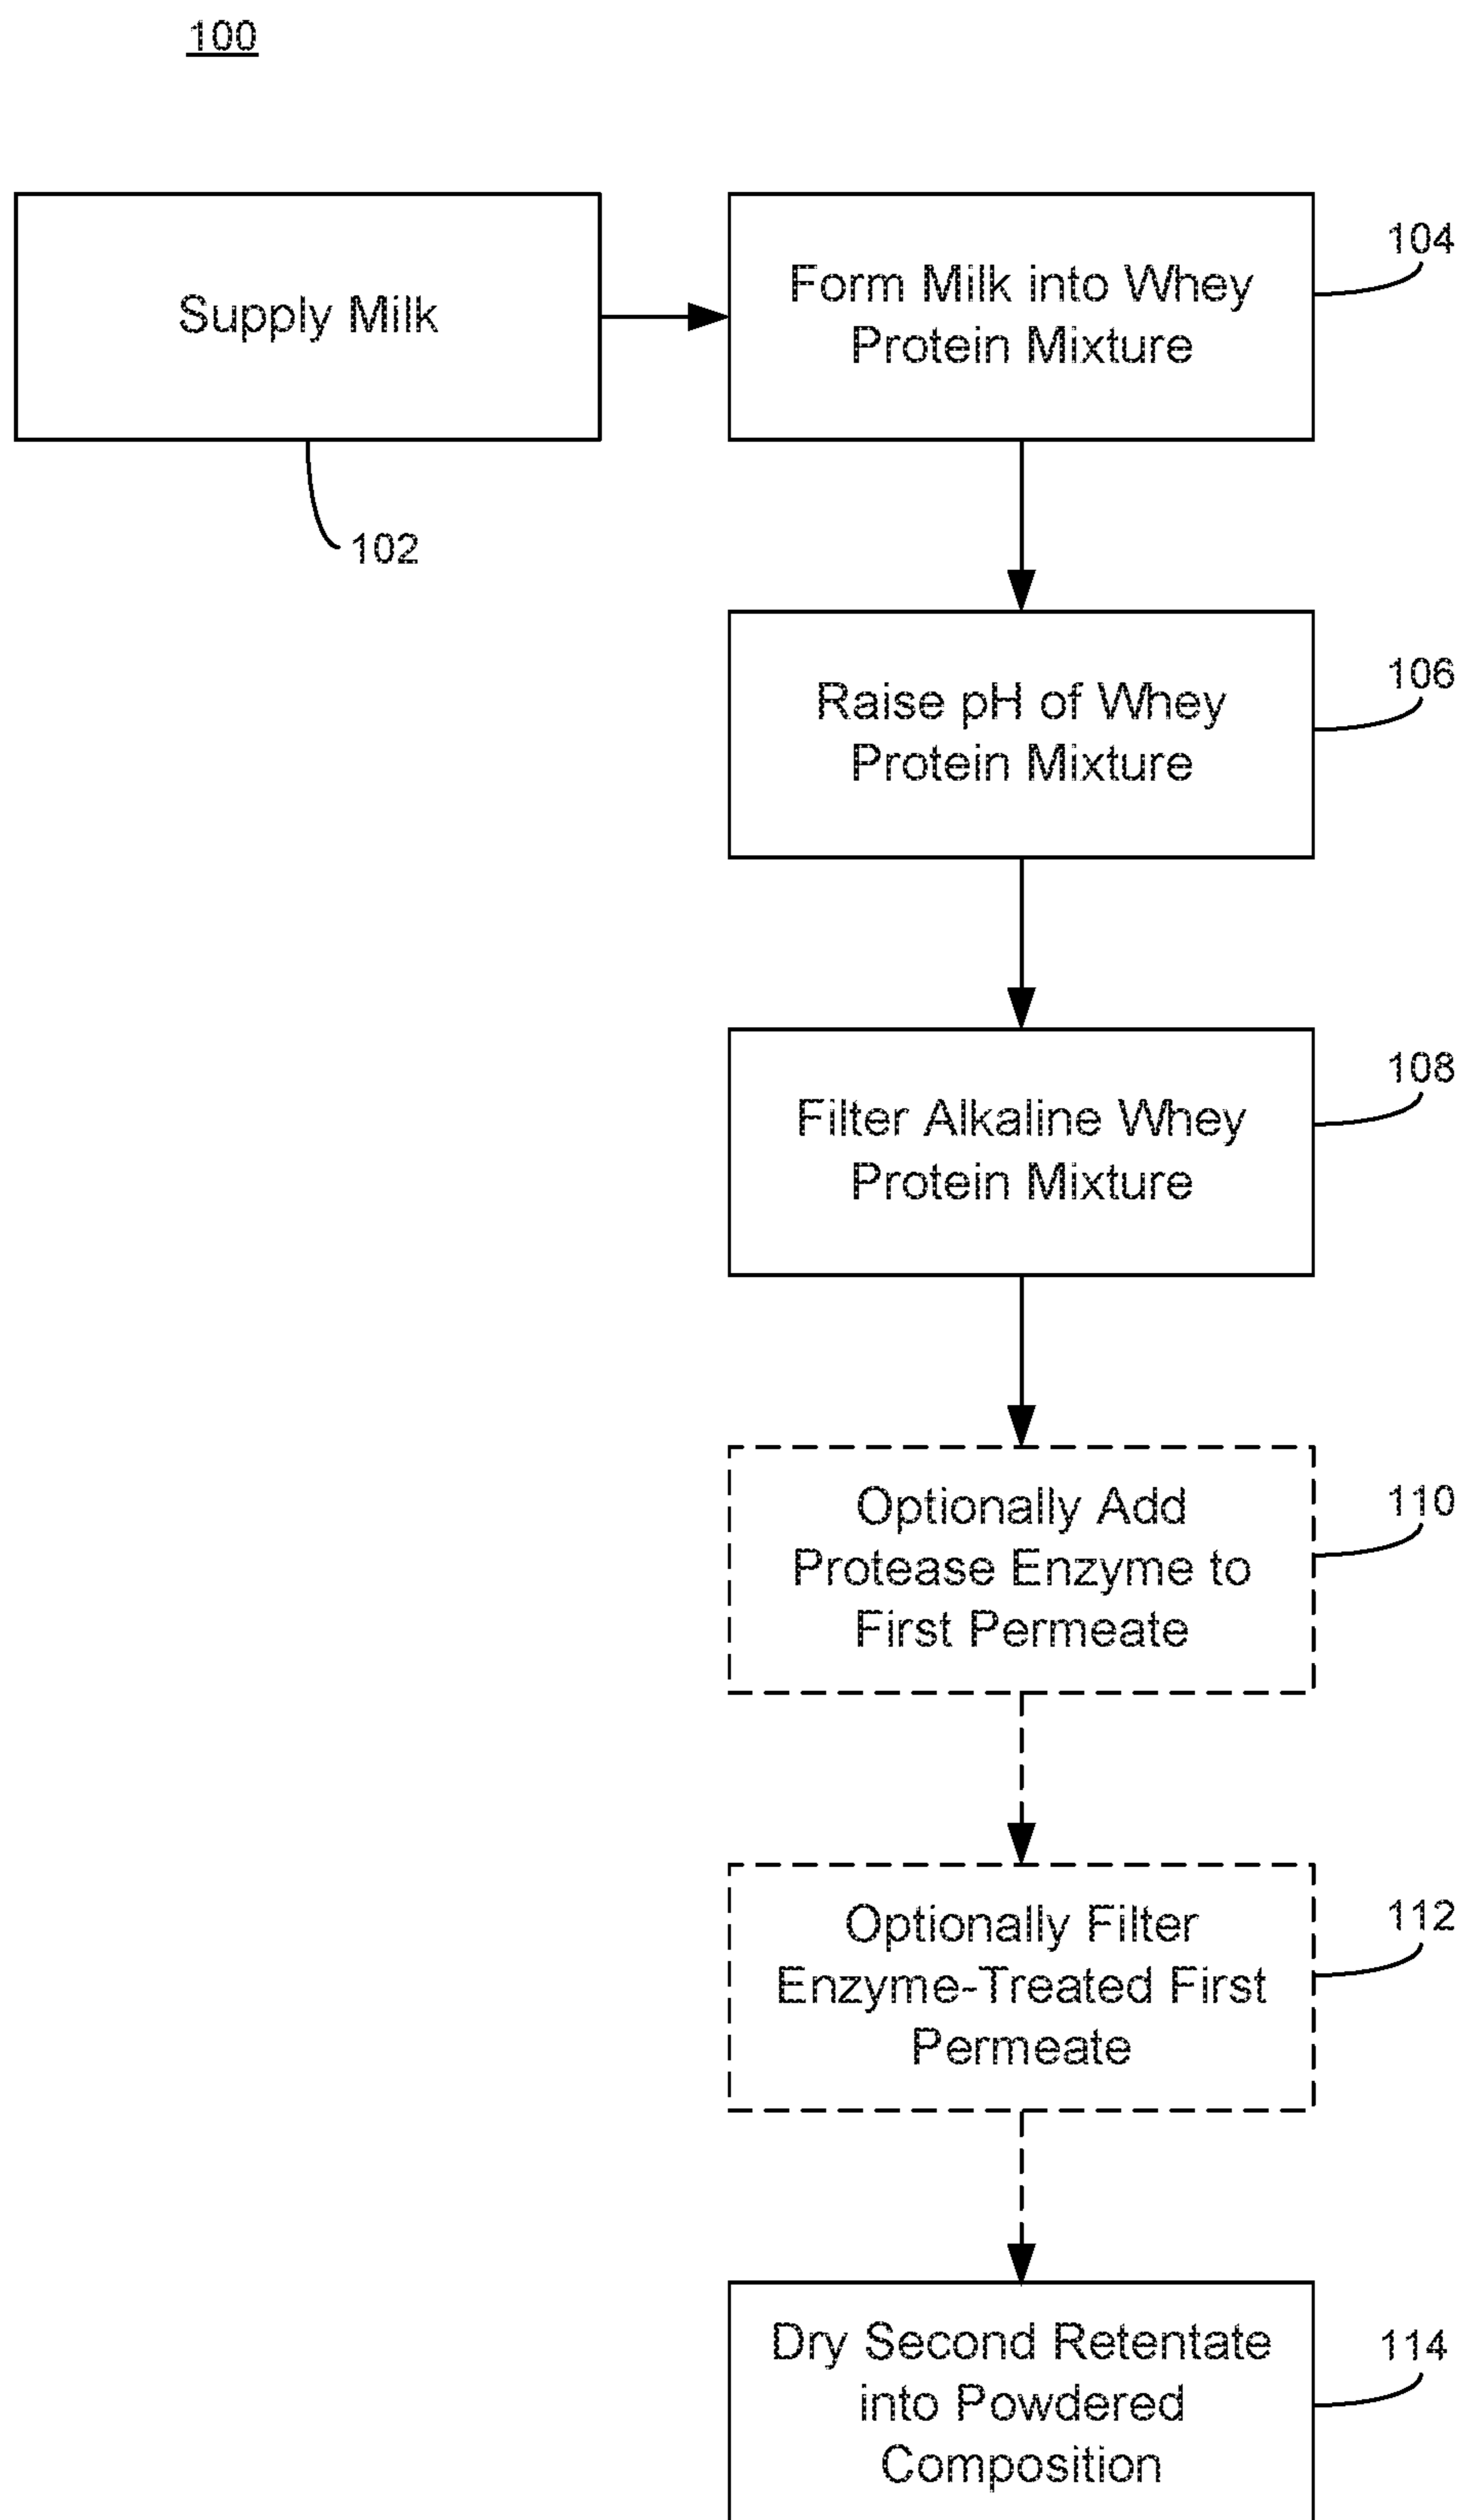 100
Supply Milk
102
Form Milk into Whey
Protein Mixture
104
Raise pH of Whey
Protein Mixture
106
Filter Alkaline Whey
Protein Mixture
108
Optionally Add
Protease Enzyme to
First Permeate
110
Optionally Filter
Enzyme-Treated First
Permeate
112
Dry Second Retentate
into Powdered
Composition
114